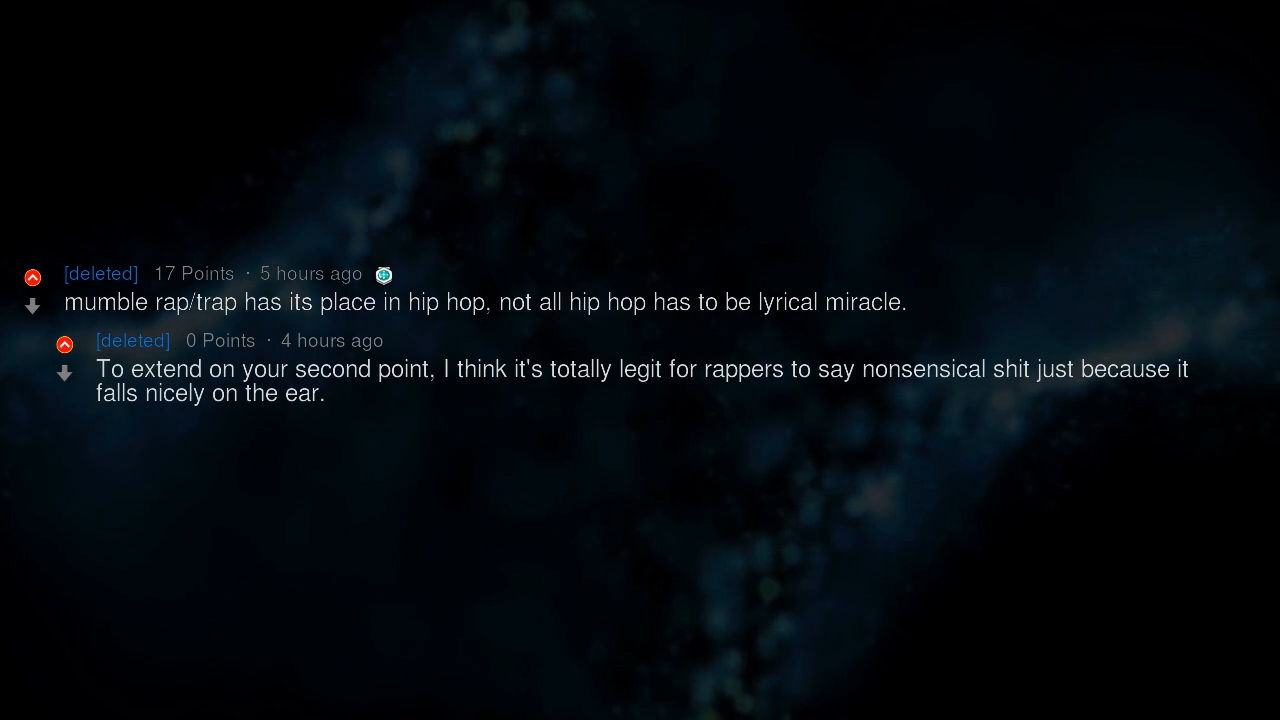 [deleted] 17 Points · 5 hours ago
mumble rap/trap has its place in hip hop, not all hip hop has to be lyrical miracle.
[deleted] 0 Points · 4 hours ago
To extend on your second point, I think it's totally legit for rappers to say nonsensical shit just because it
falls nicely on the ear.